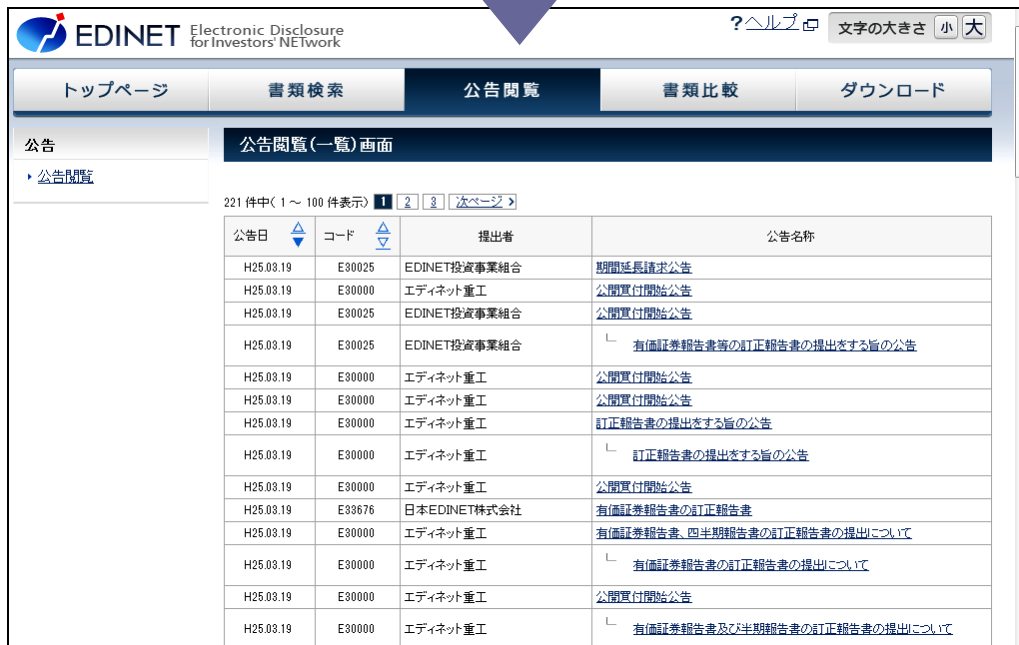 EDINET Electronic Disclosure for Investors' NETwork
?ヘルプ 文字の大きさ 小 大
トップページ 書類検索 公告閲覧 書類比較 ダウンロード
公告
公告閲覧
公告閲覧(一覧)画面
221 件中( 1 ～ 100 件表示) 1 2 3 次ページ
公告日 コード 提出者 公告名称
H25.03.19 E30025 EDINET投資事業組合 期間延長請求公告
H25.03.19 E30000 エディネット重工 公開買付開始公告
H25.03.19 E30025 EDINET投資事業組合 公開買付開始公告
H25.03.19 E30025 EDINET投資事業組合 有価証券報告書等の訂正報告書の提出をする旨の公告
H25.03.19 E30000 エディネット重工 公開買付開始公告
H25.03.19 E30000 エディネット重工 公開買付開始公告
H25.03.19 E30000 エディネット重工 訂正報告書の提出をする旨の公告
H25.03.19 E30000 エディネット重工 訂正報告書の提出をする旨の公告
H25.03.19 E30000 エディネット重工 公開買付開始公告
H25.03.19 E33676 日本EDINET株式会社 有価証券報告書の訂正報告書
H25.03.19 E30000 エディネット重工 有価証券報告書、四半期報告書の訂正報告書の提出について
H25.03.19 E30000 エディネット重工 有価証券報告書の訂正報告書の提出について
H25.03.19 E30000 エディネット重工 公開買付開始公告
H25.03.19 E30000 エディネット重工 有価証券報告書及び半期報告書の訂正報告書の提出について